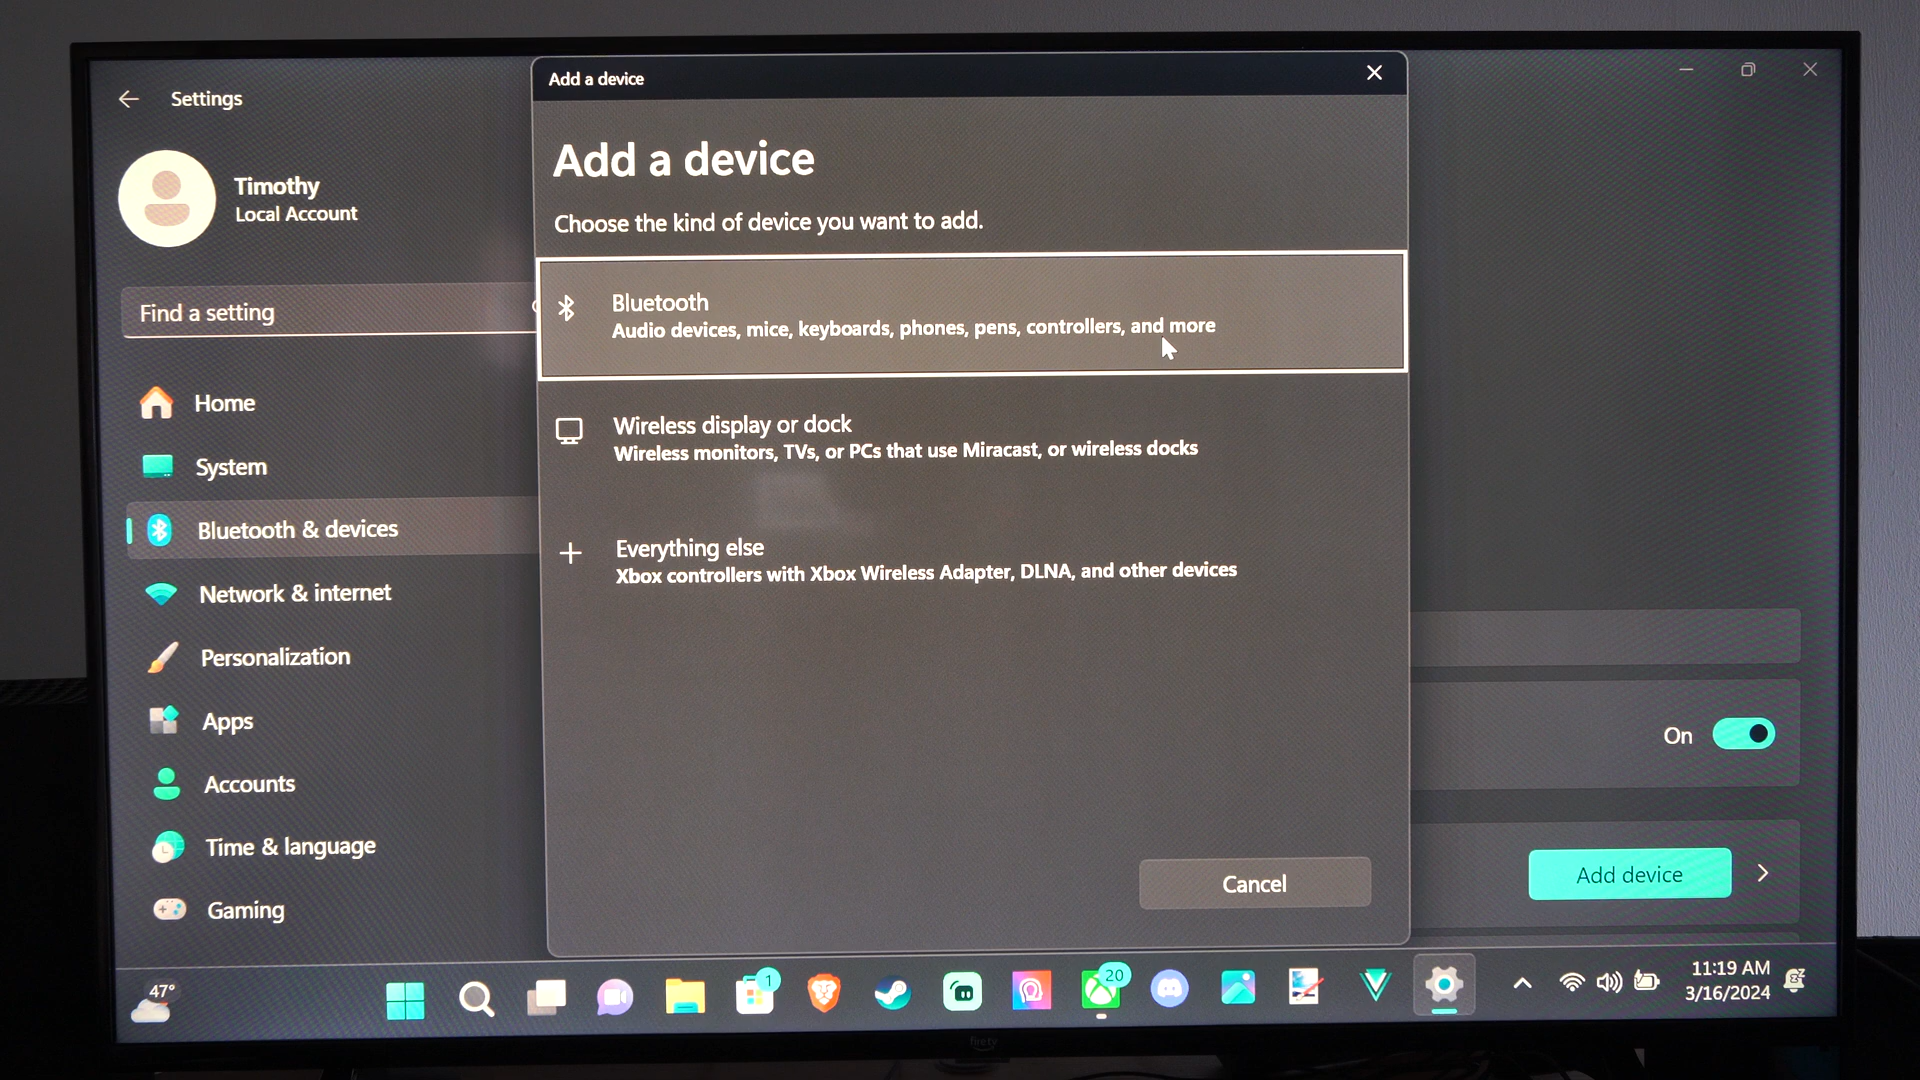 Settings
Timothy
Local Account
Find a setting
Home
System
Bluetooth & devices
Network & internet
Personalization
Apps
Accounts
Time & language
Gaming
Add a device
Add a device
Choose the kind of device you want to add.
Bluetooth
Audio devices, mice, keyboards, phones, pens, controllers, and more
Wireless display or dock
Wireless monitors, TVs, or PCs that use Miracast, or wireless docks
Everything else
Xbox controllers with Xbox Wireless Adapter, DLNA, and other devices
Cancel
On
Add device
47°
1
20
11:19 AM
3/16/2024
firetv